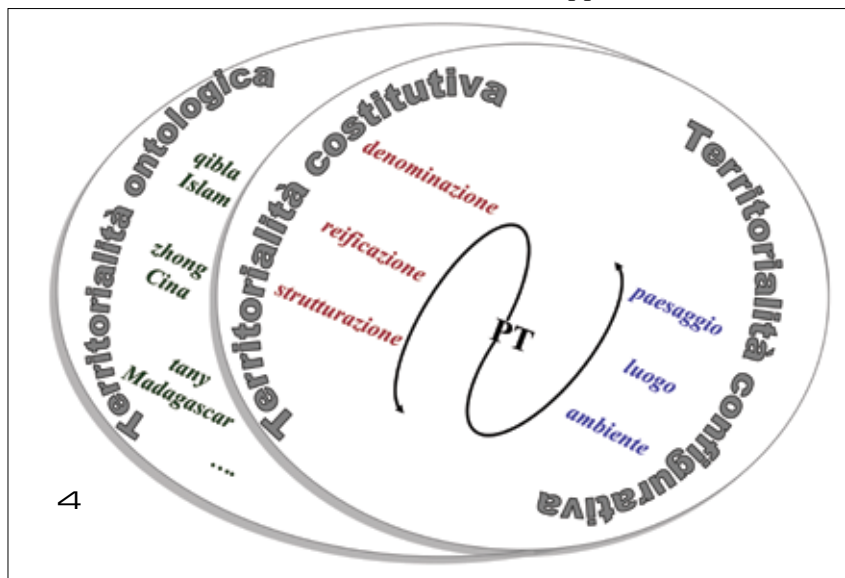 Territorialità ontologica
qibla
Islam
zhong
Cina
tany
Madagascar
....
Territorialità costitutiva
denominazione
reificazione
strutturazione
PT
Territorialità configurativa
paesaggio
luogo
ambiente
4